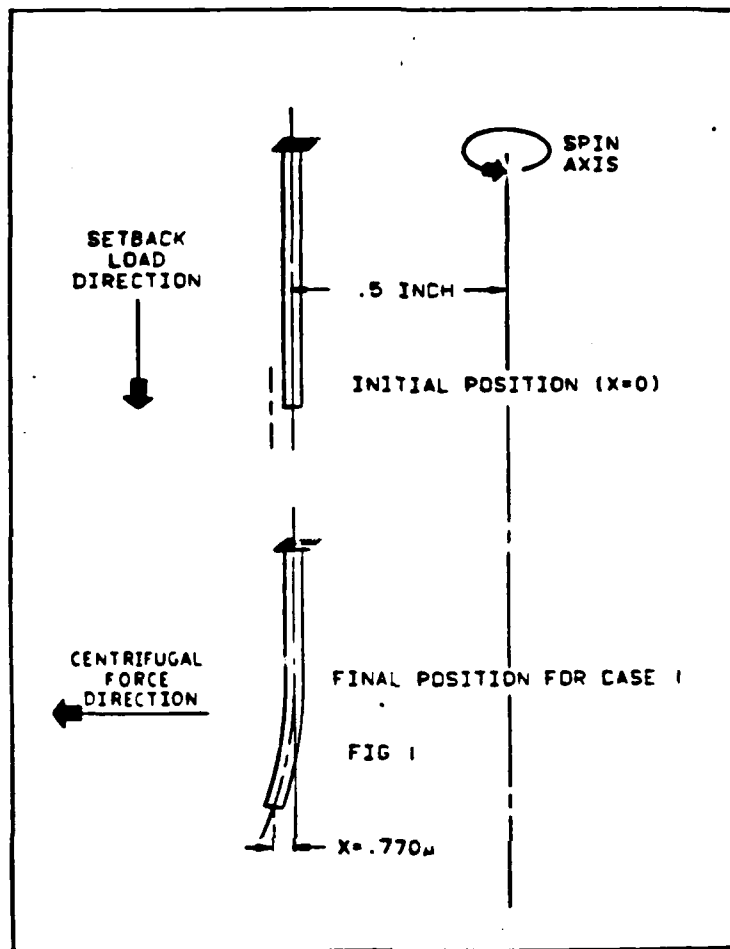 SPIN
AXIS
SETBACK
LOAD
DIRECTION
.5 INCH
INITIAL POSITION (X=0)
CENTRIFUGAL
FORCE
DIRECTION
FINAL POSITION FOR CASE 1
FIG 1
X=.770μ